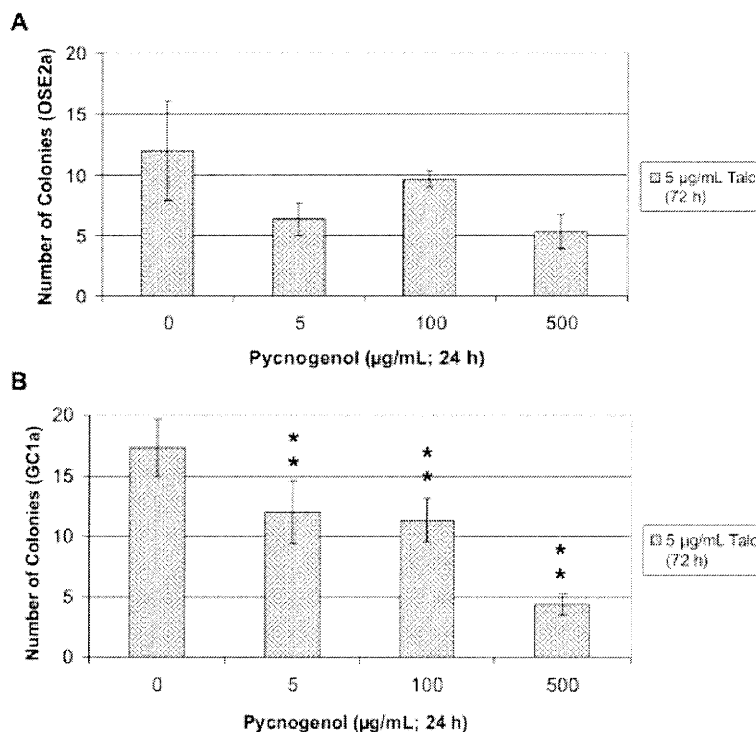 A
Number of Colonies (OSE2a)
20
15
10
5
0
0 5 100 500
Pycnogenol (µg/mL; 24 h)
5 µg/mL Talc
(72 h)
B
Number of Colonies (GC1a)
20
15
10
5
0
* * *
* * *
0 5 100 500
Pycnogenol (µg/mL; 24 h)
5 µg/mL Talc
(72 h)